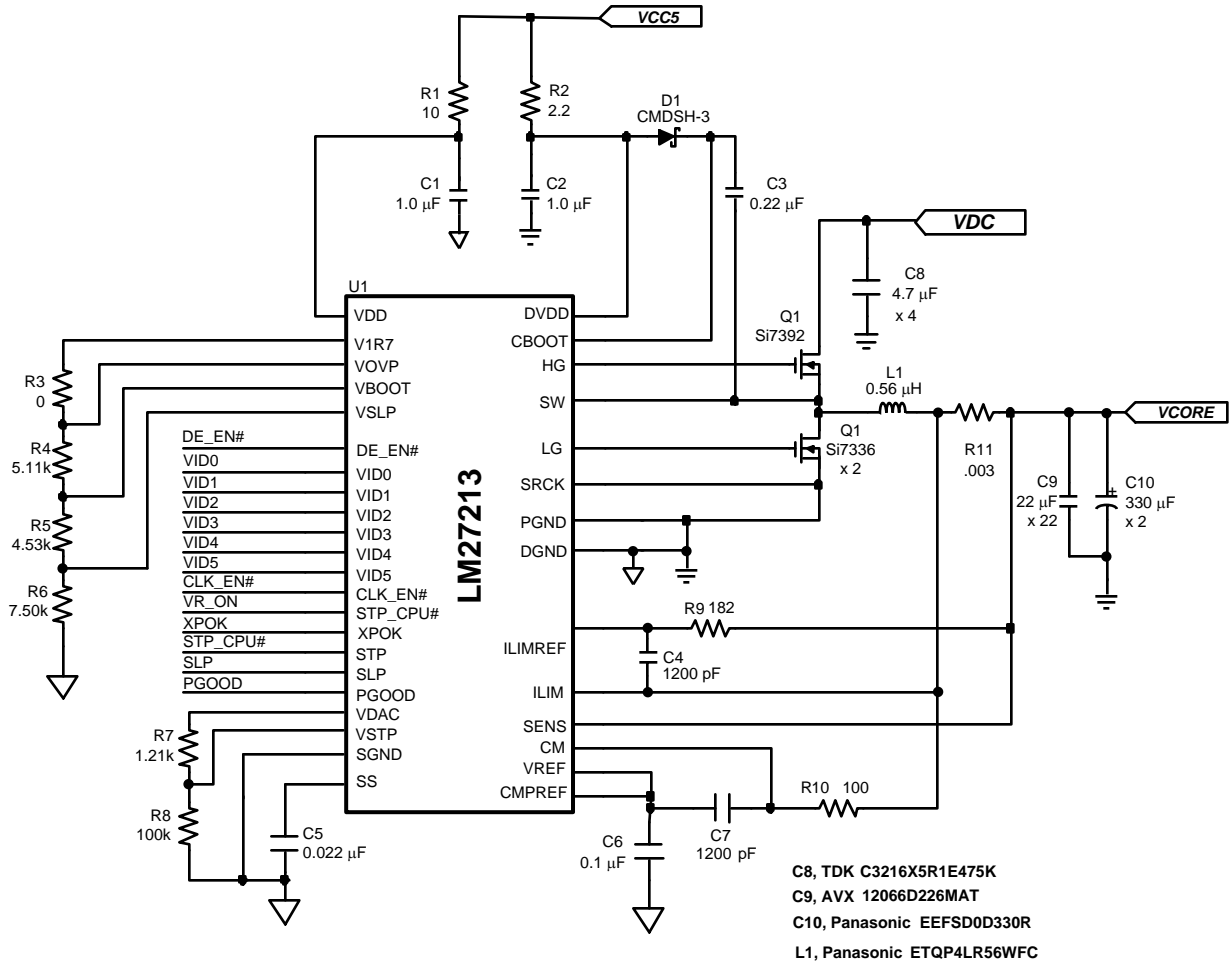 VCC5
R1
10
R2
2.2
D1
CMDSH-3
C1
1.0 μF
C2
1.0 μF
C3
0.22 μF
VDC
C8
4.7 μF
x 4
U1
LM27213
VDD
V1R7
VOVP
VBOOT
VSLP
DE_EN#
VID0
VID1
VID2
VID3
VID4
VID5
CLK_EN#
STP_CPU#
XPOK
STP
SLP
PGOOD
VDAC
VSTP
SGND
SS
DVDD
CBOOT
HG
SW
LG
SRCK
PGND
DGND
ILIMREF
ILIM
SENS
CM
VREF
CMPREF
R3
0
R4
5.11k
R5
4.53k
R6
7.50k
DE_EN#
VID0
VID1
VID2
VID3
VID4
VID5
CLK_EN#
VR_ON
XPOK
STP_CPU#
SLP
PGOOD
R7
1.21k
R8
100k
C5
0.022 μF
Q1
Si7392
L1
0.56 μH
Q1
Si7336
x 2
R11
.003
VCORE
C9
22 μF
x 22
C10
+
330 μF
x 2
R9 182
C4
1200 pF
R10 100
C6
0.1 μF
C7
1200 pF
C8, TDK C3216X5R1E475K
C9, AVX 12066D226MAT
C10, Panasonic EEFSD0D330R
L1, Panasonic ETQP4LR56WFC